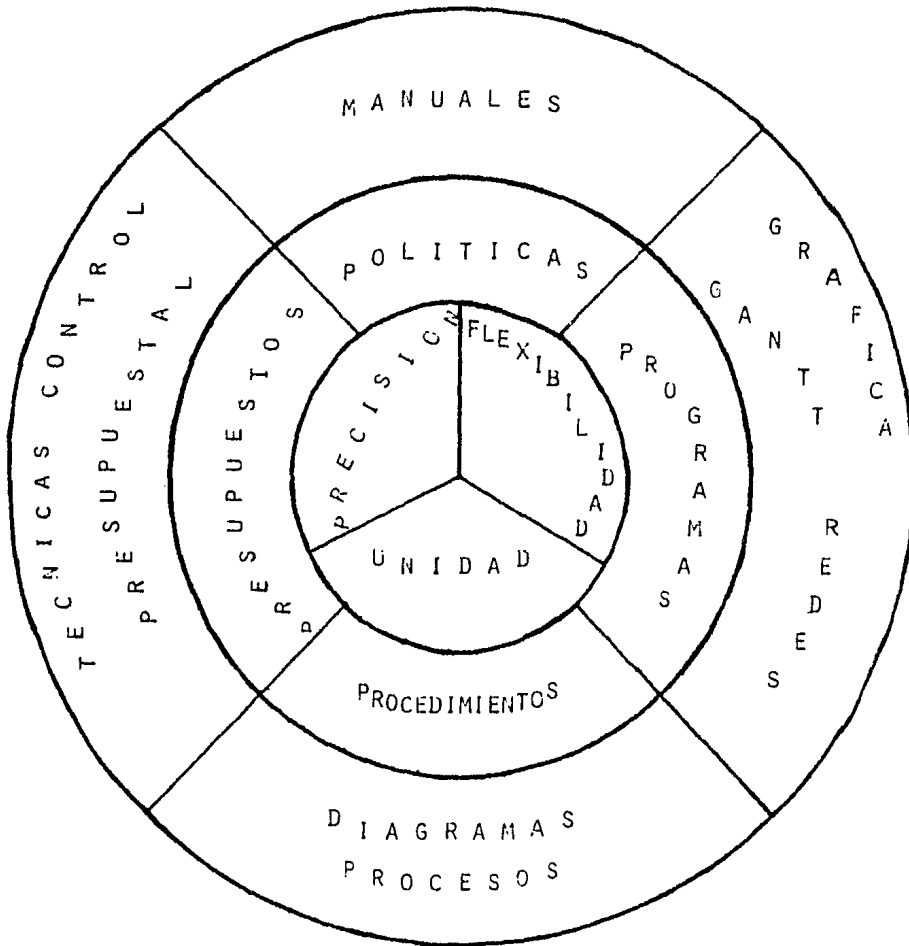 MANUALES
POLITICAS
PRECISION
FLEXIBILIDAD
UNIDAD
PRESUPUESTOS
PROGRAMAS
PROCEDIMIENTOS
TECNICAS CONTROL
PRESUPUESTAL
GRAFICA
GANTT
REDES
DIAGRAMAS
PROCESOS